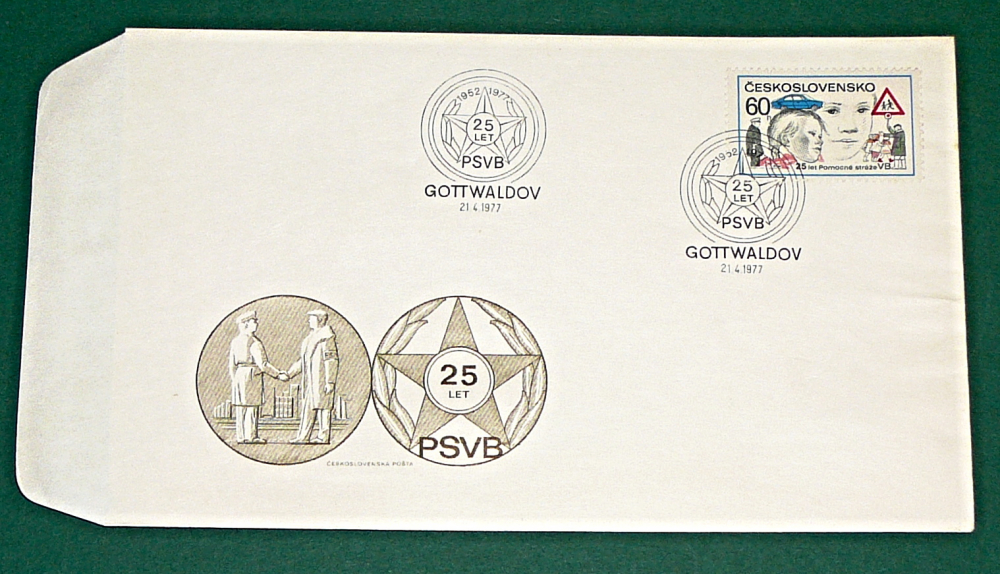 1952 1977
25
LET
PSVB
GOTTWALDOV
21.4.1977
ČESKOSLOVENSKO
60
25 let Pomocné stráže VB
1952
25
LET
PSVB
GOTTWALDOV
21.4.1977
25
LET
PSVB
ČESKOSLOVENSKÁ POŠTA